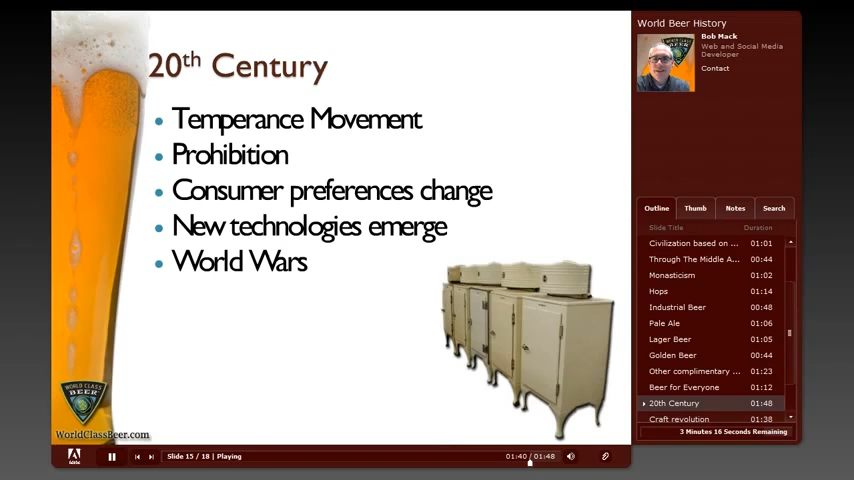 20th Century
Temperance Movement
Prohibition
Consumer preferences change
New technologies emerge
World Wars
WORLD CLASS
BEER
WorldClassBeer.com
World Beer History
Bob Mack
Web and Social Media
Developer
Contact
Outline Thumb Notes Search
Slide Title Duration
Civilization based on ... 01:01
Through The Middle A... 00:44
Monasticism 01:02
Hops 01:14
Industrial Beer 00:48
Pale Ale 01:06
Lager Beer 01:05
Golden Beer 00:44
Other complimentary ... 01:23
Beer for Everyone 01:12
20th Century 01:48
Craft revolution 01:38
3 Minutes 16 Seconds Remaining
Adobe
Slide 15 / 18 | Playing
01:40 / 01:48